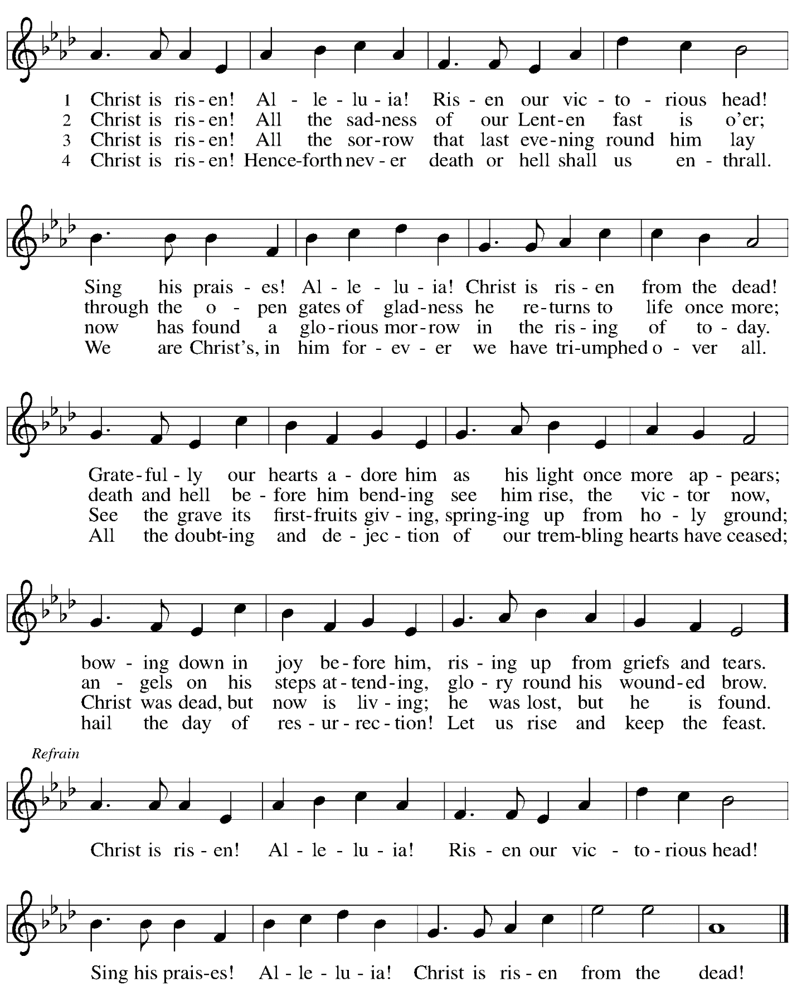 1 Christ is ris - en! Al - le - lu - ia! Ris - en our vic - to - rious head!
2 Christ is ris - en! All the sad - ness of our Lent - en fast is o’er;
3 Christ is ris - en! All the sor - row that last eve - ning round him lay
4 Christ is ris - en! Hence - forth nev - er death or hell shall us en - thrall.
Sing his prais - es! Al - le - lu - ia! Christ is ris - en from the dead!
through the o - pen gates of glad - ness he re - turns to life once more;
now has found a glo - rious mor - row in the ris - ing of to - day.
We are Christ’s, in him for - ev - er we have tri - umphed o - ver all.
Grate - ful - ly our hearts a - dore him as his light once more ap - pears;
death and hell be - fore him bend - ing see him rise, the vic - tor now,
See the grave its first - fruits giv - ing, spring - ing up from ho - ly ground;
All the doubt - ing and de - jec - tion of our trem - bling hearts have ceased;
bow - ing down in joy be - fore him, ris - ing up from griefs and tears.
an - gels on his steps at - tend - ing, glo - ry round his wound - ed brow.
Christ was dead, but now is liv - ing; he was lost, but he is found.
hail the day of res - ur - rec - tion! Let us rise and keep the feast.
Refrain
Christ is ris - en! Al - le - lu - ia! Ris - en our vic - to - rious head!
Sing his prais - es! Al - le - lu - ia! Christ is ris - en from the dead!